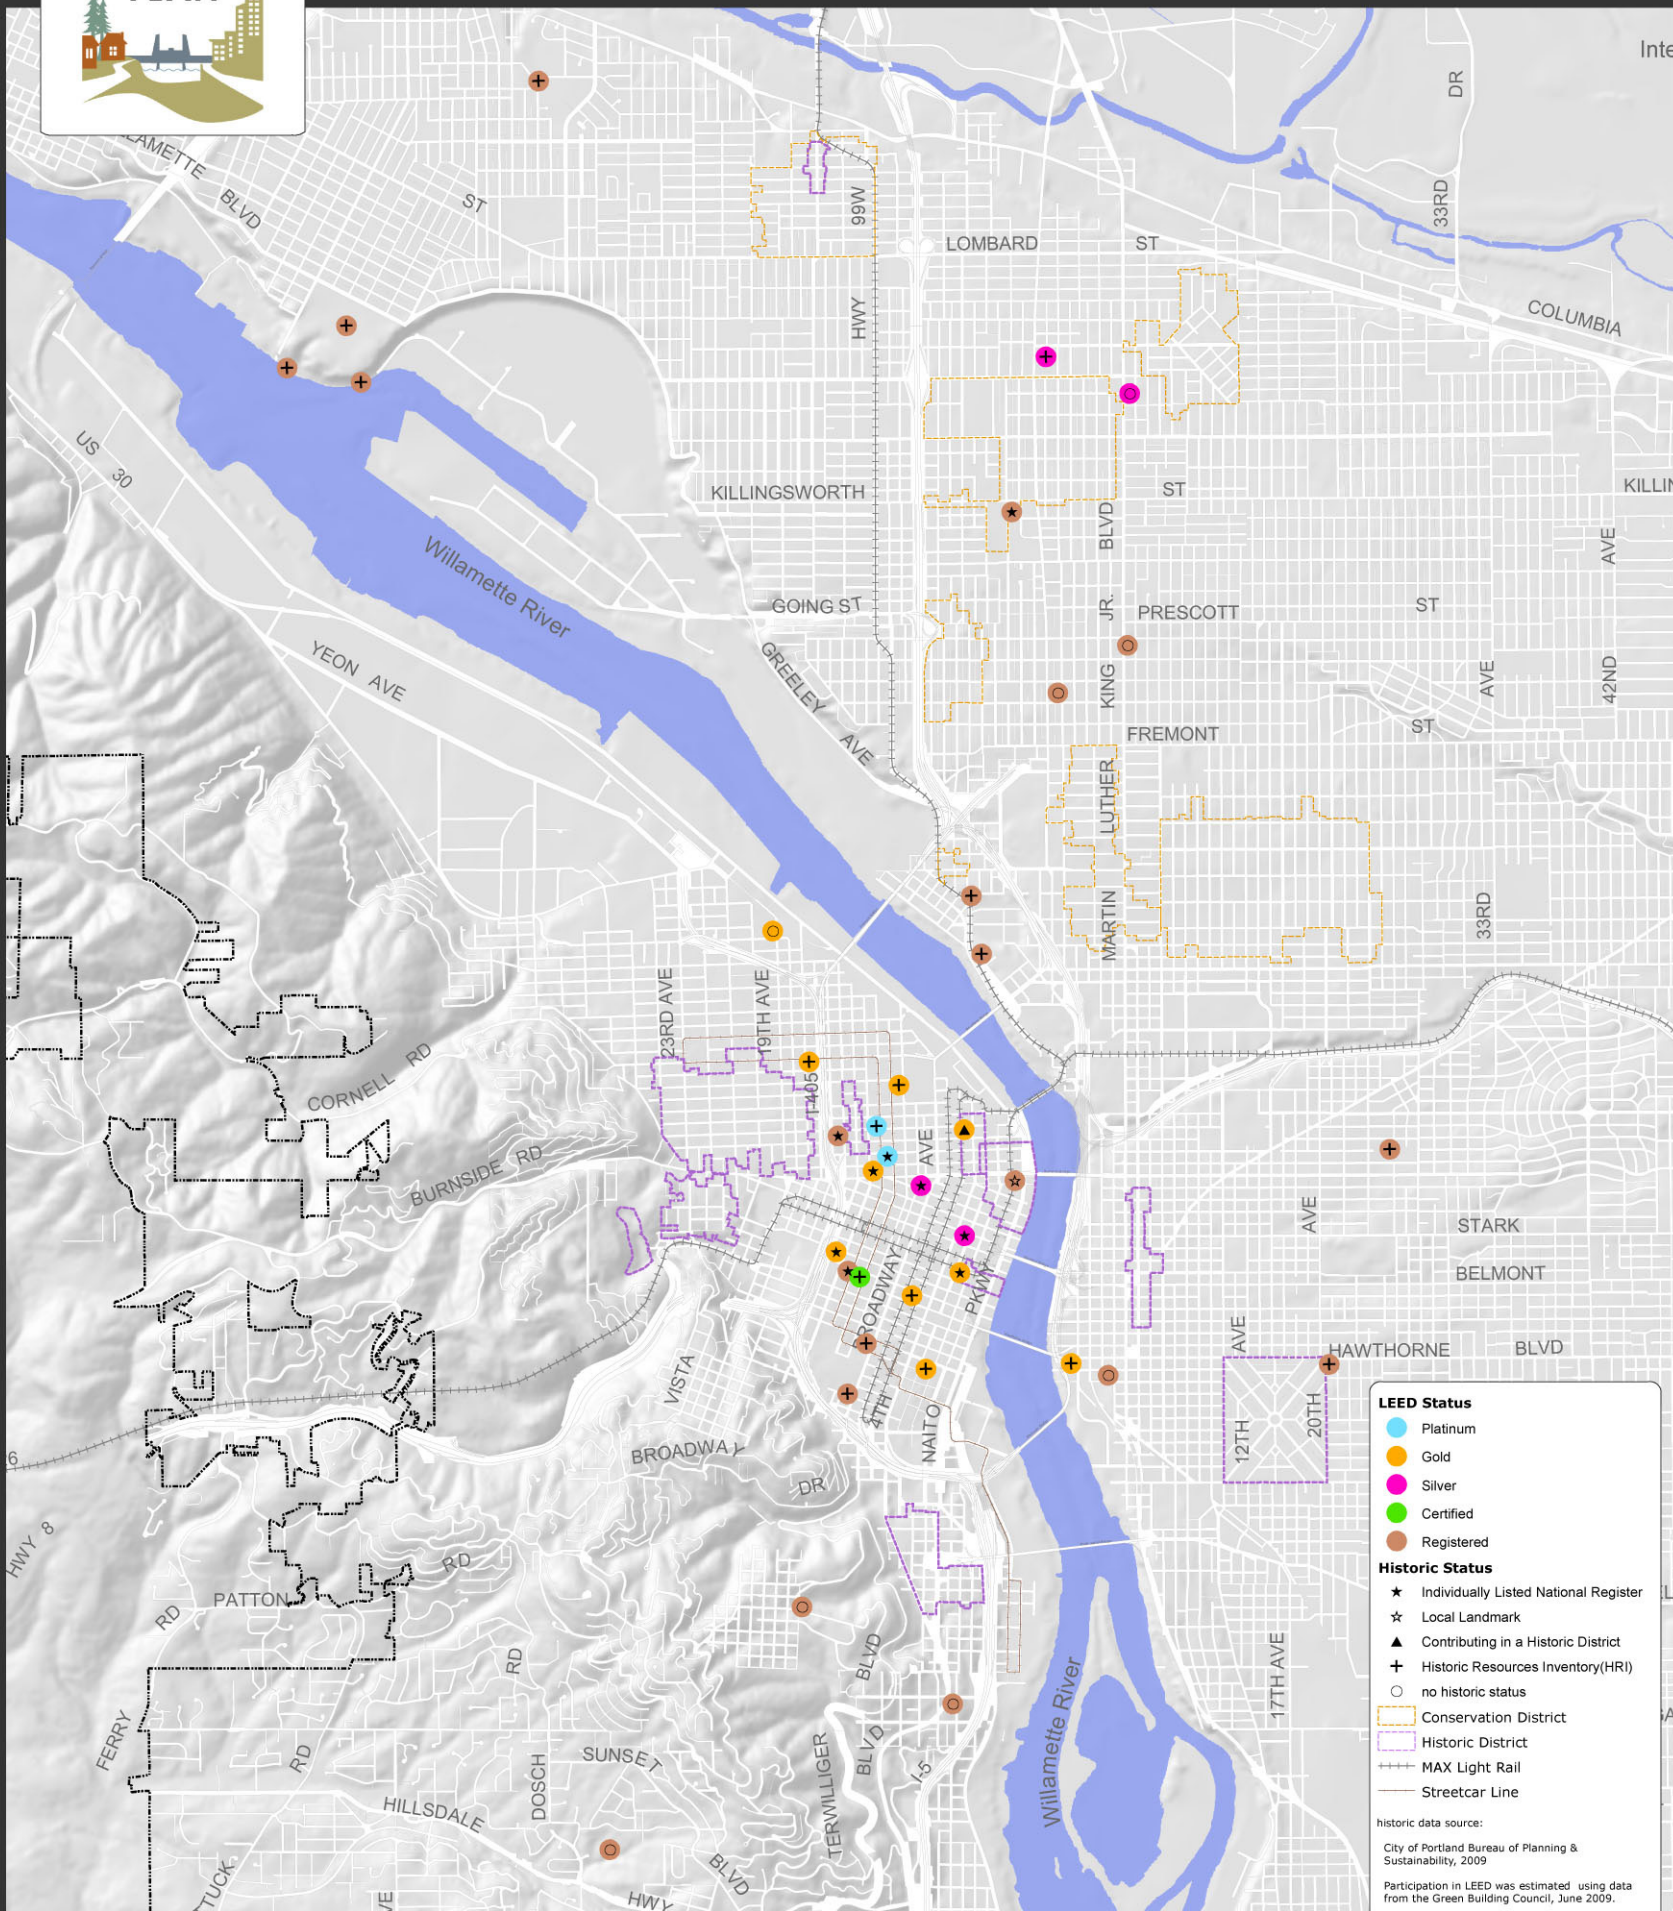 Inte
DR
33RD
BLVD
ST
99W
LOMBARD
ST
COLUMBIA
HWY
US 30
KILLINGSWORTH
ST
BLVD
AVE
Willamette River
GOING ST
JR.
PRESCOTT
ST
YEON AVE
GREELEY
AVE
KING
AVE
42ND
FREMONT
ST
LUTHER
MARTIN
33RD
23RD AVE
19TH AVE
CORNELL RD
I-405
BURNSIDE RD
AVE
AVE
STARK
BELMONT
PKWY
AVE
HAWTHORNE
BLVD
VISTA
4TH
NAITO
12TH
20TH
BROADWAY
DR
HWY 8
RD
PATTON
RD
RD
BLVD
17TH AVE
FERRY
RD
DOSCH
SUNSET
TERWILLIGER
BLVD
I-5
Willamette River
HILLSDALE
BLVD
HWY
LEED Status
Platinum
Gold
Silver
Certified
Registered
Historic Status
Individually Listed National Register
Local Landmark
Contributing in a Historic District
Historic Resources Inventory(HRI)
no historic status
Conservation District
Historic District
MAX Light Rail
Streetcar Line
historic data source:
City of Portland Bureau of Planning &
Sustainability, 2009
Participation in LEED was estimated using data
from the Green Building Council, June 2009.